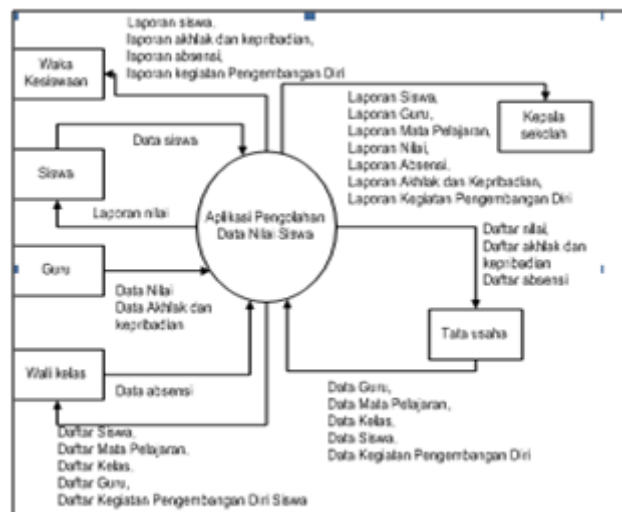 Laporan siswa.
laporan akhlak dan kepribadian,
laporan absensi,
laporan kegiatan Pengembangan Diri
Waka
Kesiswaan
Data siswa
Siswa
Laporan nilai
Aplikasi Pengolahan
Data Nilai Siswa
Laporan Siswa,
Laporan Guru,
Laporan Mata Pelajaran,
Laporan Nilai,
Laporan Absensi,
Laporan Akhlak dan Kepribadian,
Laporan Kegiatan Pengembangan Diri
Kepala
sekolah
Guru
Data Nilai
Data Akhlak dan
kepribadian
Daftar nilai,
Daftar akhlak dan
kepribadian
Daftar absensi
Tata usaha
Wali kelas
Data absensi
Data Guru,
Data Mata Pelajaran,
Data Kelas,
Data Siswa.
Data Kegiatan Pengembangan Diri
Daftar Siswa,
Daftar Mata Pelajaran,
Daftar Kelas,
Daftar Guru,
Daftar Kegiatan Pengembangan Diri Siswa